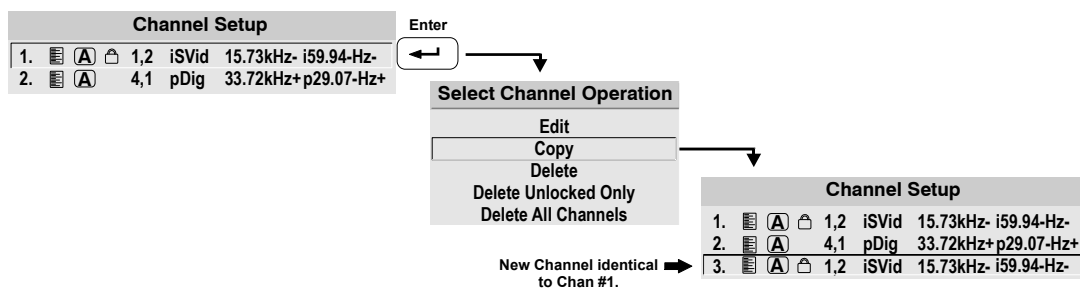 Channel Setup
1. A 1,2 iSVid 15.73kHz- i59.94-Hz-
2. A 4,1 pDig 33.72kHz+ p29.07-Hz+
Enter
Select Channel Operation
Edit
Copy
Delete
Delete Unlocked Only
Delete All Channels
Channel Setup
1. A 1,2 iSVid 15.73kHz- i59.94-Hz-
2. A 4,1 pDig 33.72kHz+ p29.07-Hz+
3. A 1,2 iSVid 15.73kHz- i59.94-Hz-
New Channel identical
to Chan #1.